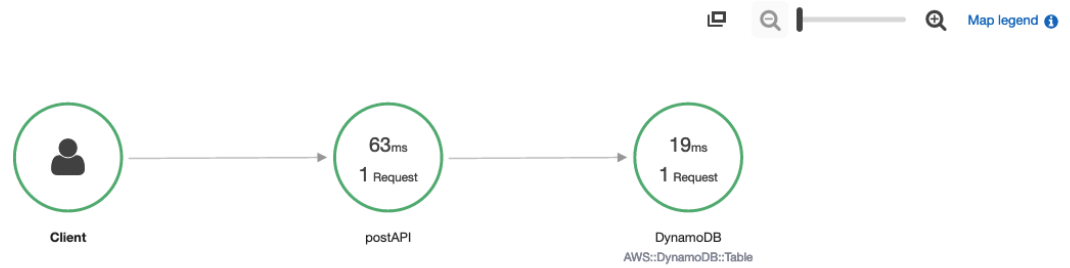 Map legend
63ms
1 Request
19ms
1 Request
Client
postAPI
DynamoDB
AWS::DynamoDB::Table